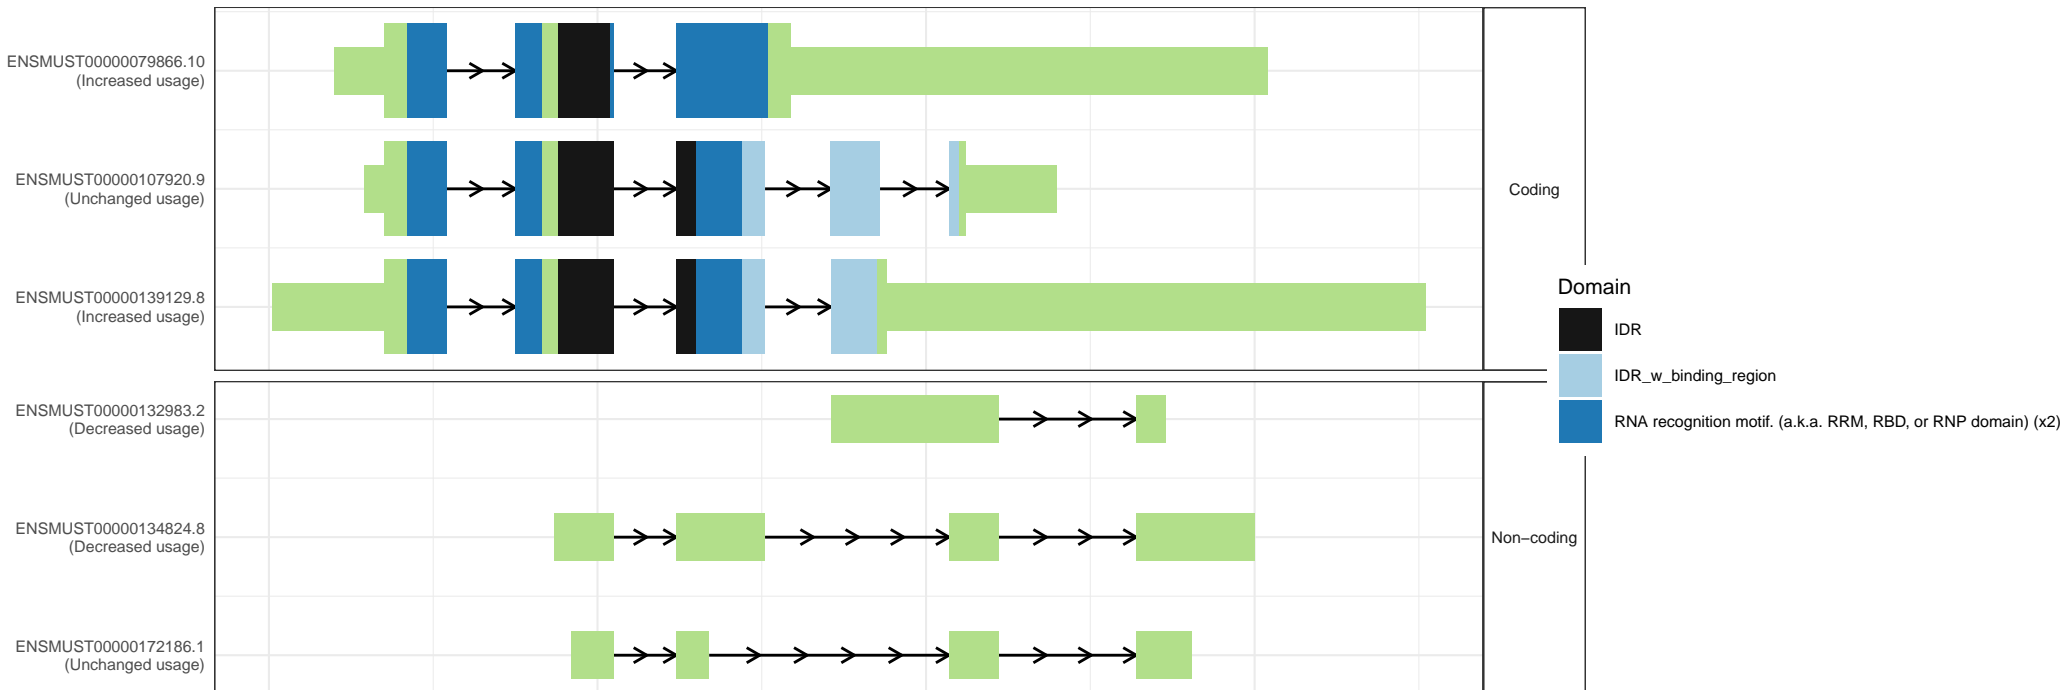 ENSMUST00000079866.10
(Increased usage)
ENSMUST00000107920.9
(Unchanged usage)
ENSMUST00000139129.8
(Increased usage)
Coding
ENSMUST00000132983.2
(Decreased usage)
ENSMUST00000134824.8
(Decreased usage)
ENSMUST00000172186.1
(Unchanged usage)
Non−coding
Domain
IDR
IDR_w_binding_region
RNA recognition motif. (a.k.a. RRM, RBD, or RNP domain) (x2)